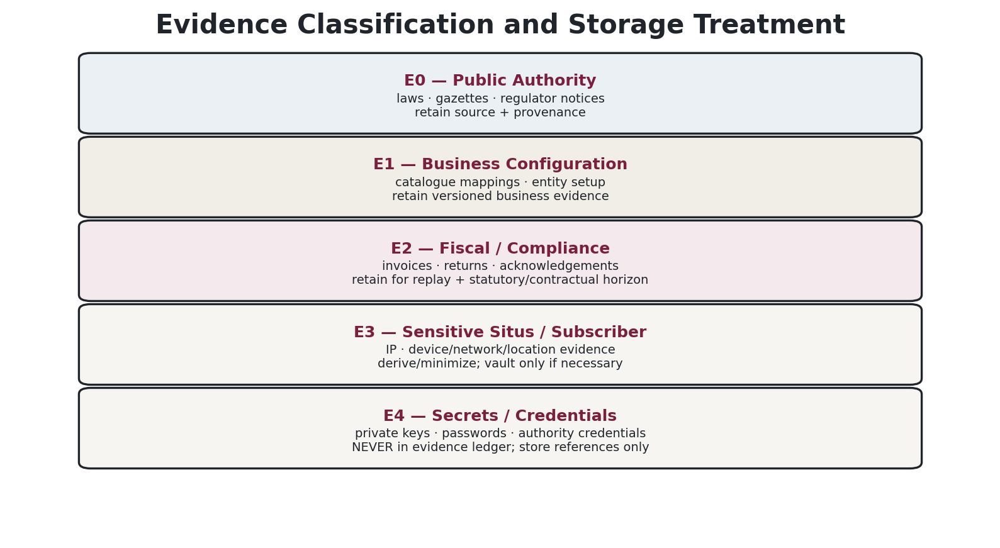 Evidence Classification and Storage Treatment
E0 — Public Authority
laws · gazettes · regulator notices
retain source + provenance
E1 — Business Configuration
catalogue mappings · entity setup
retain versioned business evidence
E2 — Fiscal / Compliance
invoices · returns · acknowledgements
retain for replay + statutory/contractual horizon
E3 — Sensitive Situs / Subscriber
IP · device/network/location evidence
derive/minimize; vault only if necessary
E4 — Secrets / Credentials
private keys · passwords · authority credentials
NEVER in evidence ledger; store references only